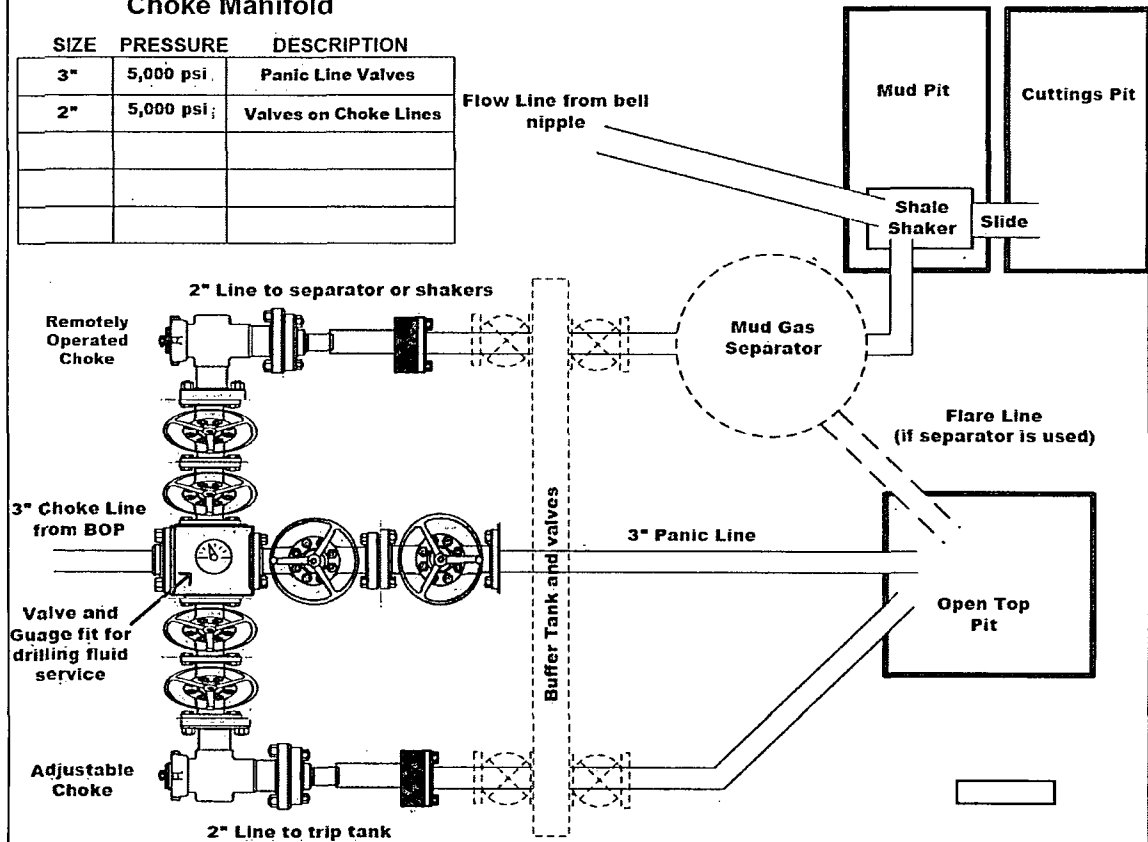 Choke Manifold
SIZE PRESSURE DESCRIPTION
3" 5,000 psi Panic Line Valves
2" 5,000 psi Valves on Choke Lines
Flow Line from bell
nipple
Mud Pit
Cuttings Pit
Shale
Shaker
Slide
2" Line to separator or shakers
Remotely
Operated
Choke
Mud Gas
Separator
Flare Line
(if separator is used)
3" Choke Line
from BOP
3" Panic Line
Buffer Tank and valves
Valve and
Guage fit for
drilling fluid
service
Open Top
Pit
Adjustable
Choke
2" Line to trip tank